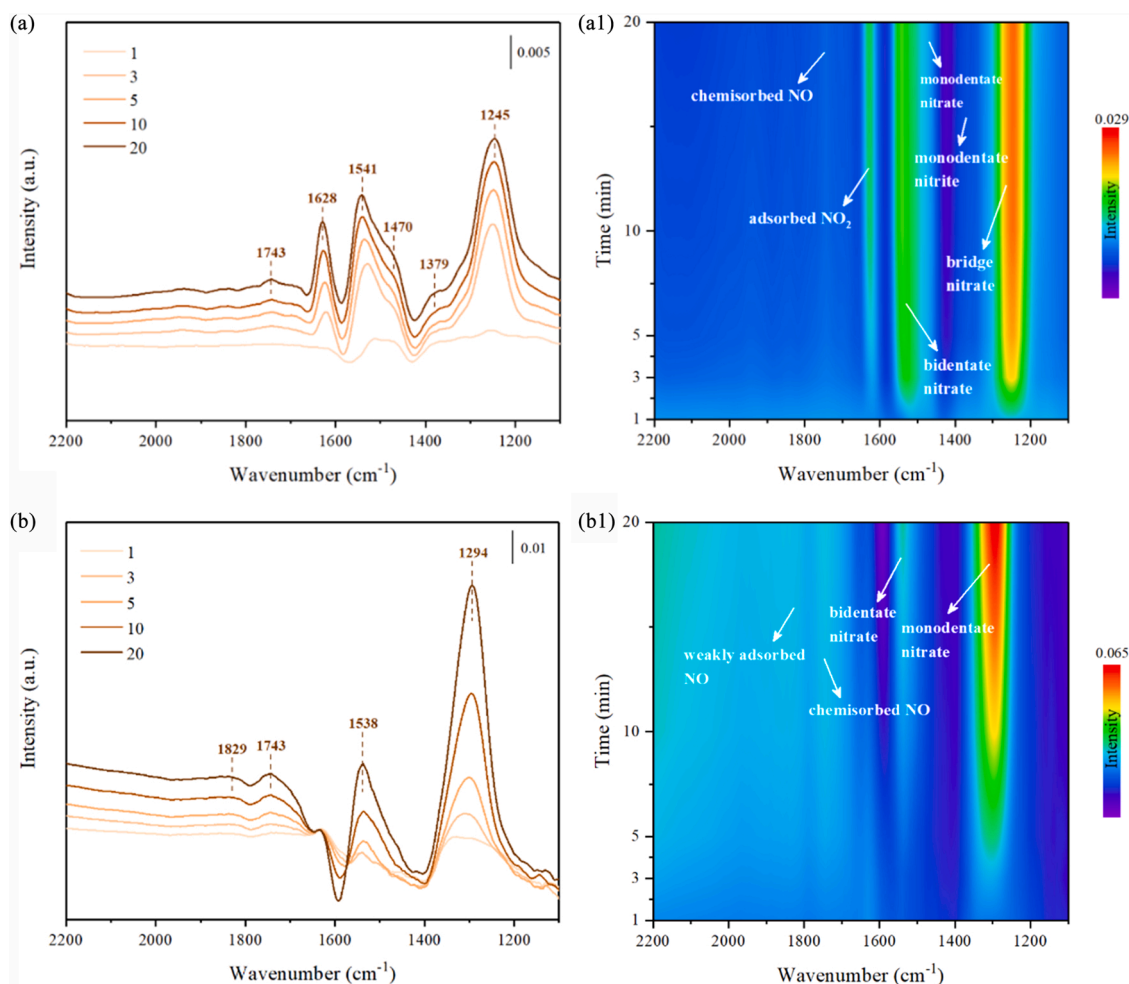 (a)
1
3
5
10
20
0.005
1743
1628
1541
1470
1379
1245
Intensity (a.u.)
2200 2000 1800 1600 1400 1200
Wavenumber (cm⁻¹)
(a1)
20
10
5
3
1
Time (min)
chemisorbed NO
monodentate
nitrate
monodentate
nitrite
adsorbed NO₂
bridge
nitrate
bidentate
nitrate
2200 2000 1800 1600 1400 1200
Wavenumber (cm⁻¹)
0.029
Intensity
(b)
1
3
5
10
20
0.01
1829
1743
1538
1294
Intensity (a.u.)
2200 2000 1800 1600 1400 1200
Wavenumber (cm⁻¹)
(b1)
20
10
5
3
1
Time (min)
bidentate
nitrate
monodentate
nitrate
weakly adsorbed
NO
chemisorbed NO
2200 2000 1800 1600 1400 1200
Wavenumber (cm⁻¹)
0.065
Intensity